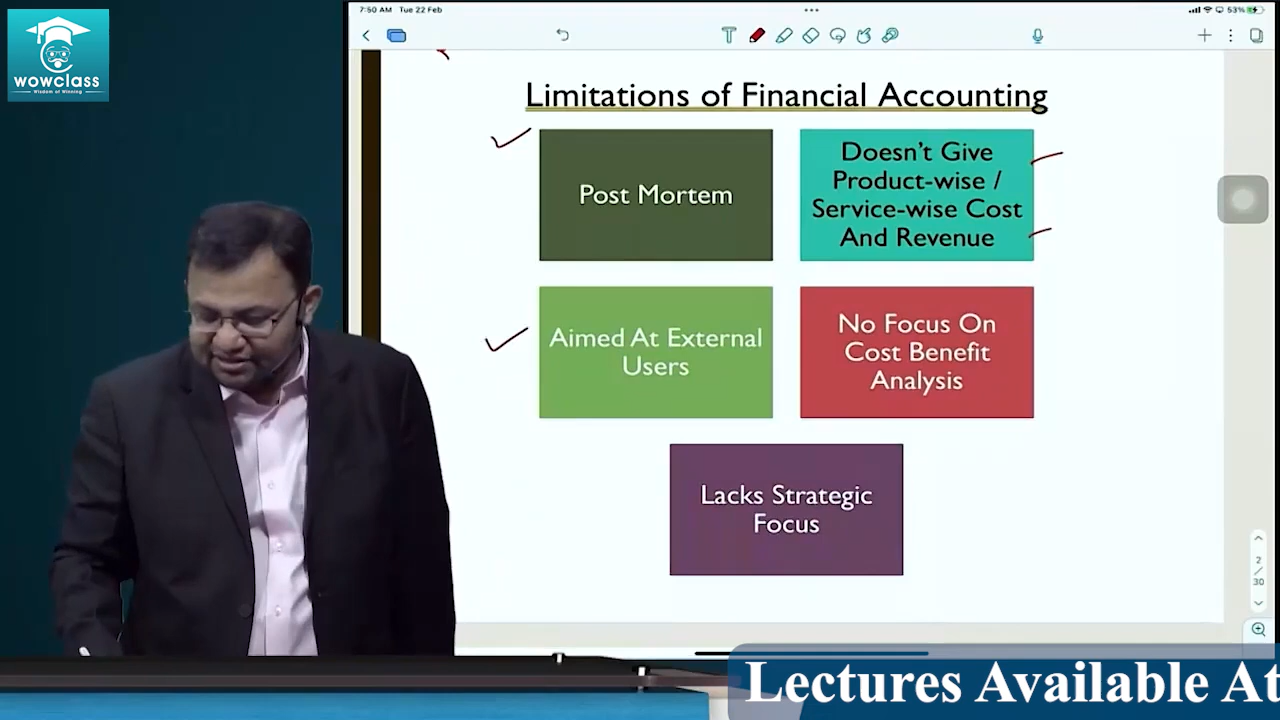 7:50 AM Tue 22 Feb
53%
wowclass
Wisdom of Winning
T
Limitations of Financial Accounting
Post Mortem
Doesn't Give
Product-wise /
Service-wise Cost
And Revenue
Aimed At External
Users
No Focus On
Cost Benefit
Analysis
Lacks Strategic
Focus
2
/
30
Lectures Available At